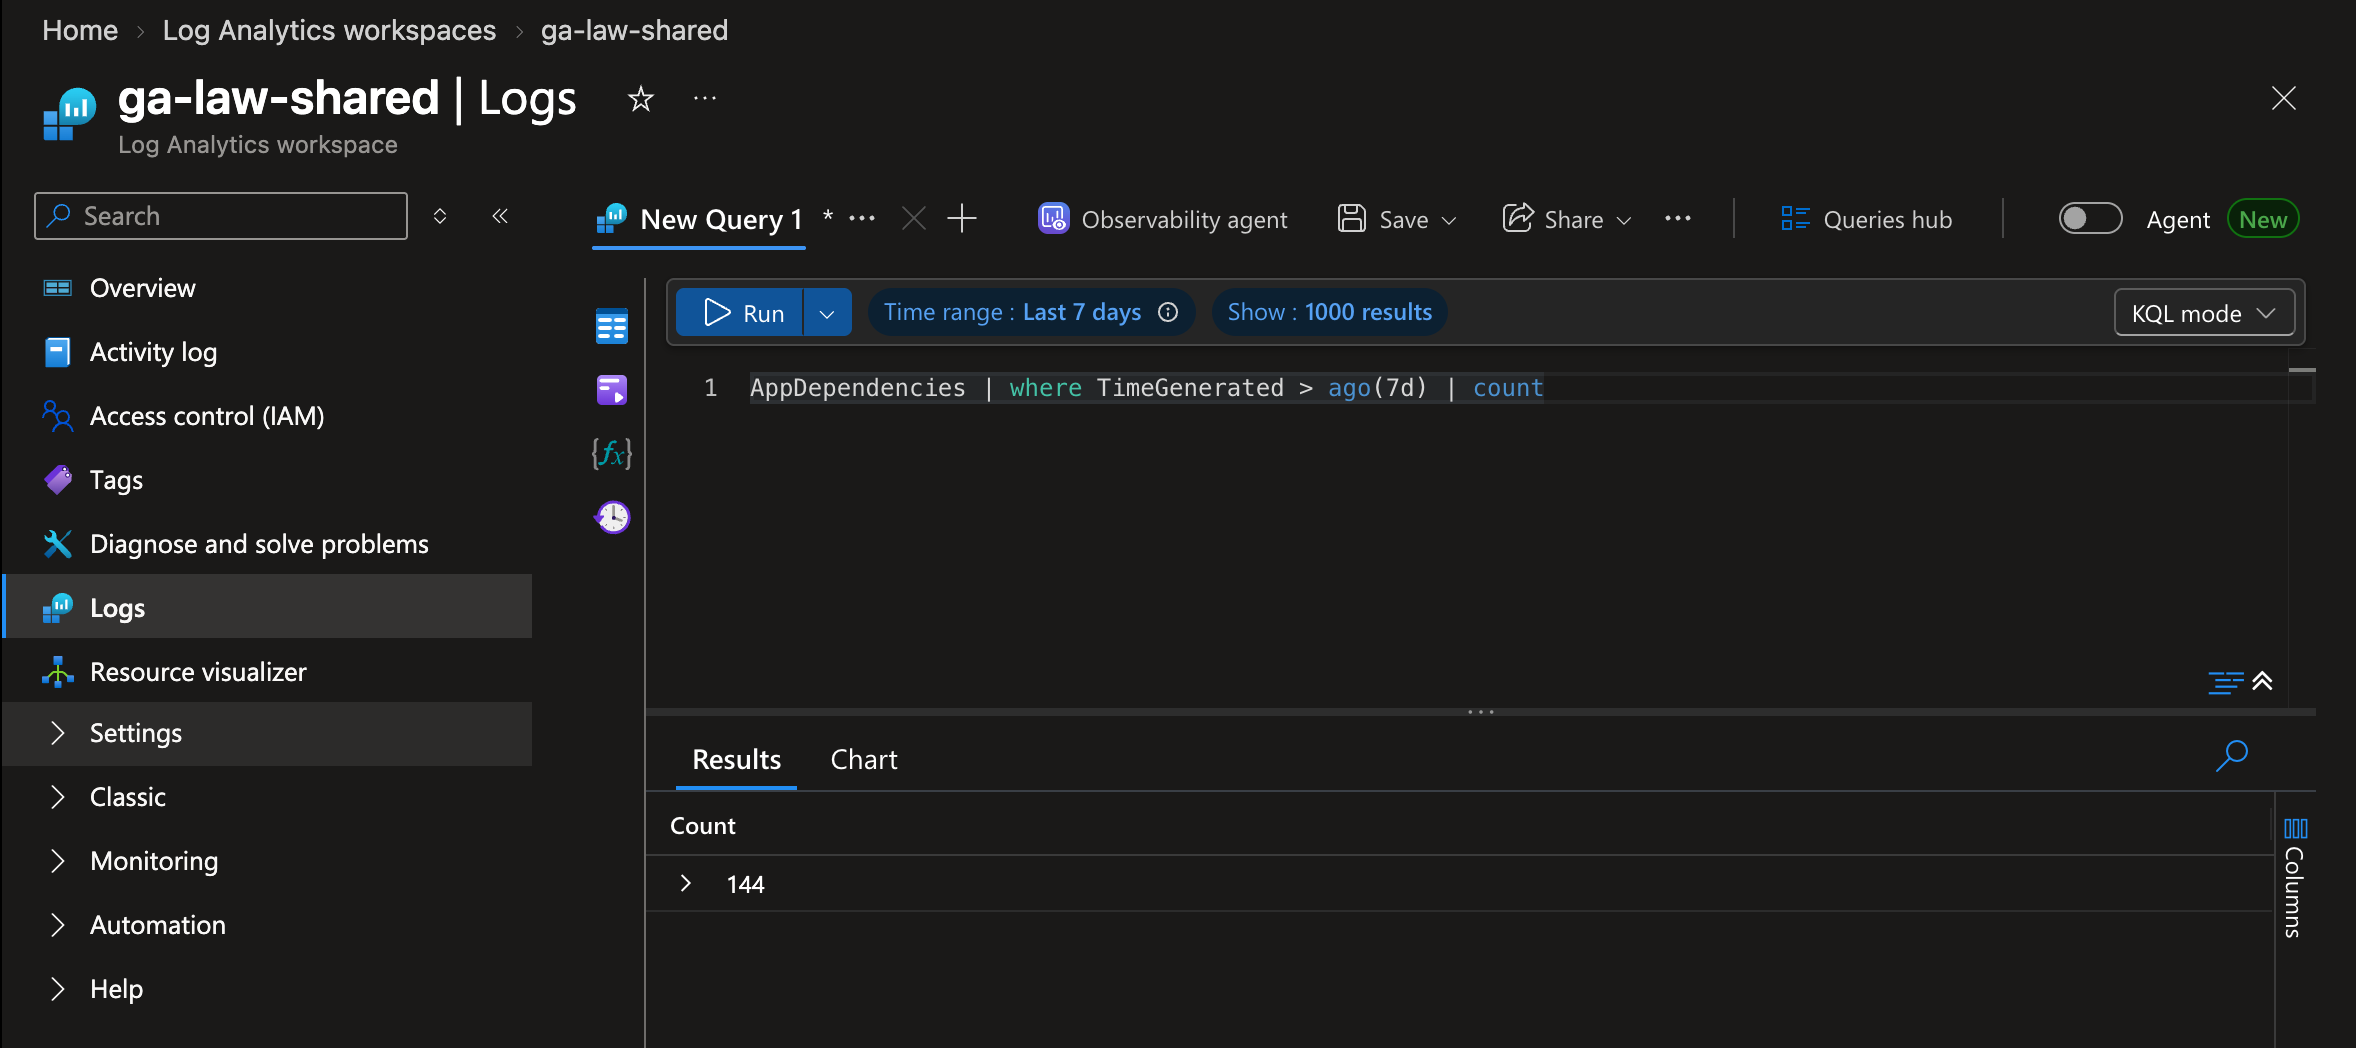 Home > Log Analytics workspaces > ga-law-shared
ga-law-shared | Logs
Log Analytics workspace
Search
New Query 1 *
Observability agent
Save
Share
Queries hub
Agent
New
Overview
Activity log
Access control (IAM)
Tags
Diagnose and solve problems
Logs
Resource visualizer
Settings
Classic
Monitoring
Automation
Help
Run
Time range : Last 7 days
Show : 1000 results
KQL mode
{fx}
1 AppDependencies | where TimeGenerated > ago(7d) | count
Results
Chart
Count
144
Columns